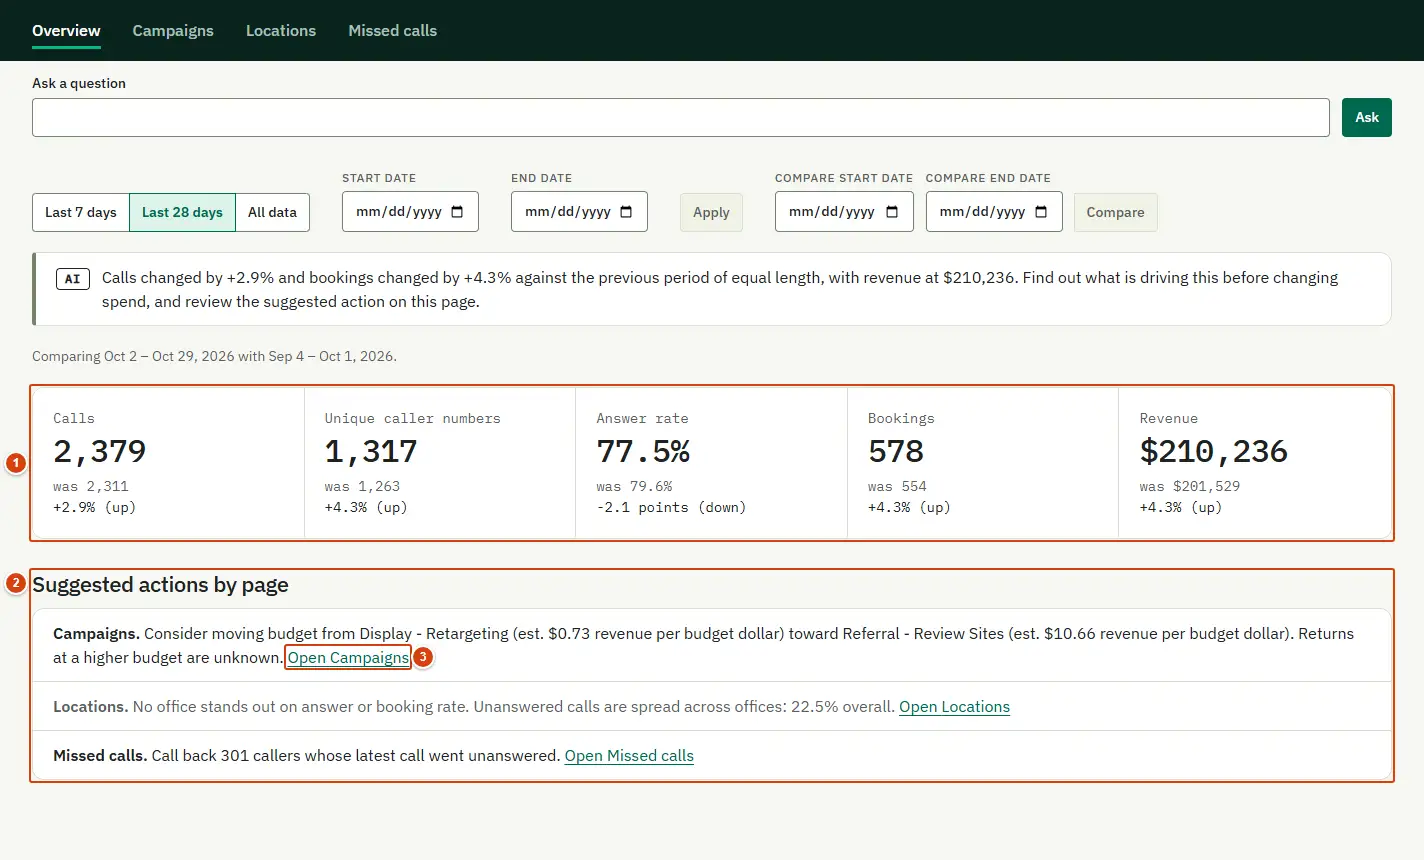 Overview Campaigns Locations Missed calls
Ask a question
Ask
START DATE END DATE COMPARE START DATE COMPARE END DATE
Last 7 days Last 28 days All data mm/dd/yyyy mm/dd/yyyy Apply mm/dd/yyyy mm/dd/yyyy Compare
AI Calls changed by +2.9% and bookings changed by +4.3% against the previous period of equal length, with revenue at $210,236. Find out what is driving this before changing
spend, and review the suggested action on this page.
Comparing Oct 2 – Oct 29, 2026 with Sep 4 – Oct 1, 2026.
1
Calls
2,379
was 2,311
+2.9% (up)
Unique caller numbers
1,317
was 1,263
+4.3% (up)
Answer rate
77.5%
was 79.6%
-2.1 points (down)
Bookings
578
was 554
+4.3% (up)
Revenue
$210,236
was $201,529
+4.3% (up)
2
Suggested actions by page
Campaigns. Consider moving budget from Display - Retargeting (est. $0.73 revenue per budget dollar) toward Referral - Review Sites (est. $10.66 revenue per budget dollar). Returns
at a higher budget are unknown. Open Campaigns 3
Locations. No office stands out on answer or booking rate. Unanswered calls are spread across offices: 22.5% overall. Open Locations
Missed calls. Call back 301 callers whose latest call went unanswered. Open Missed calls